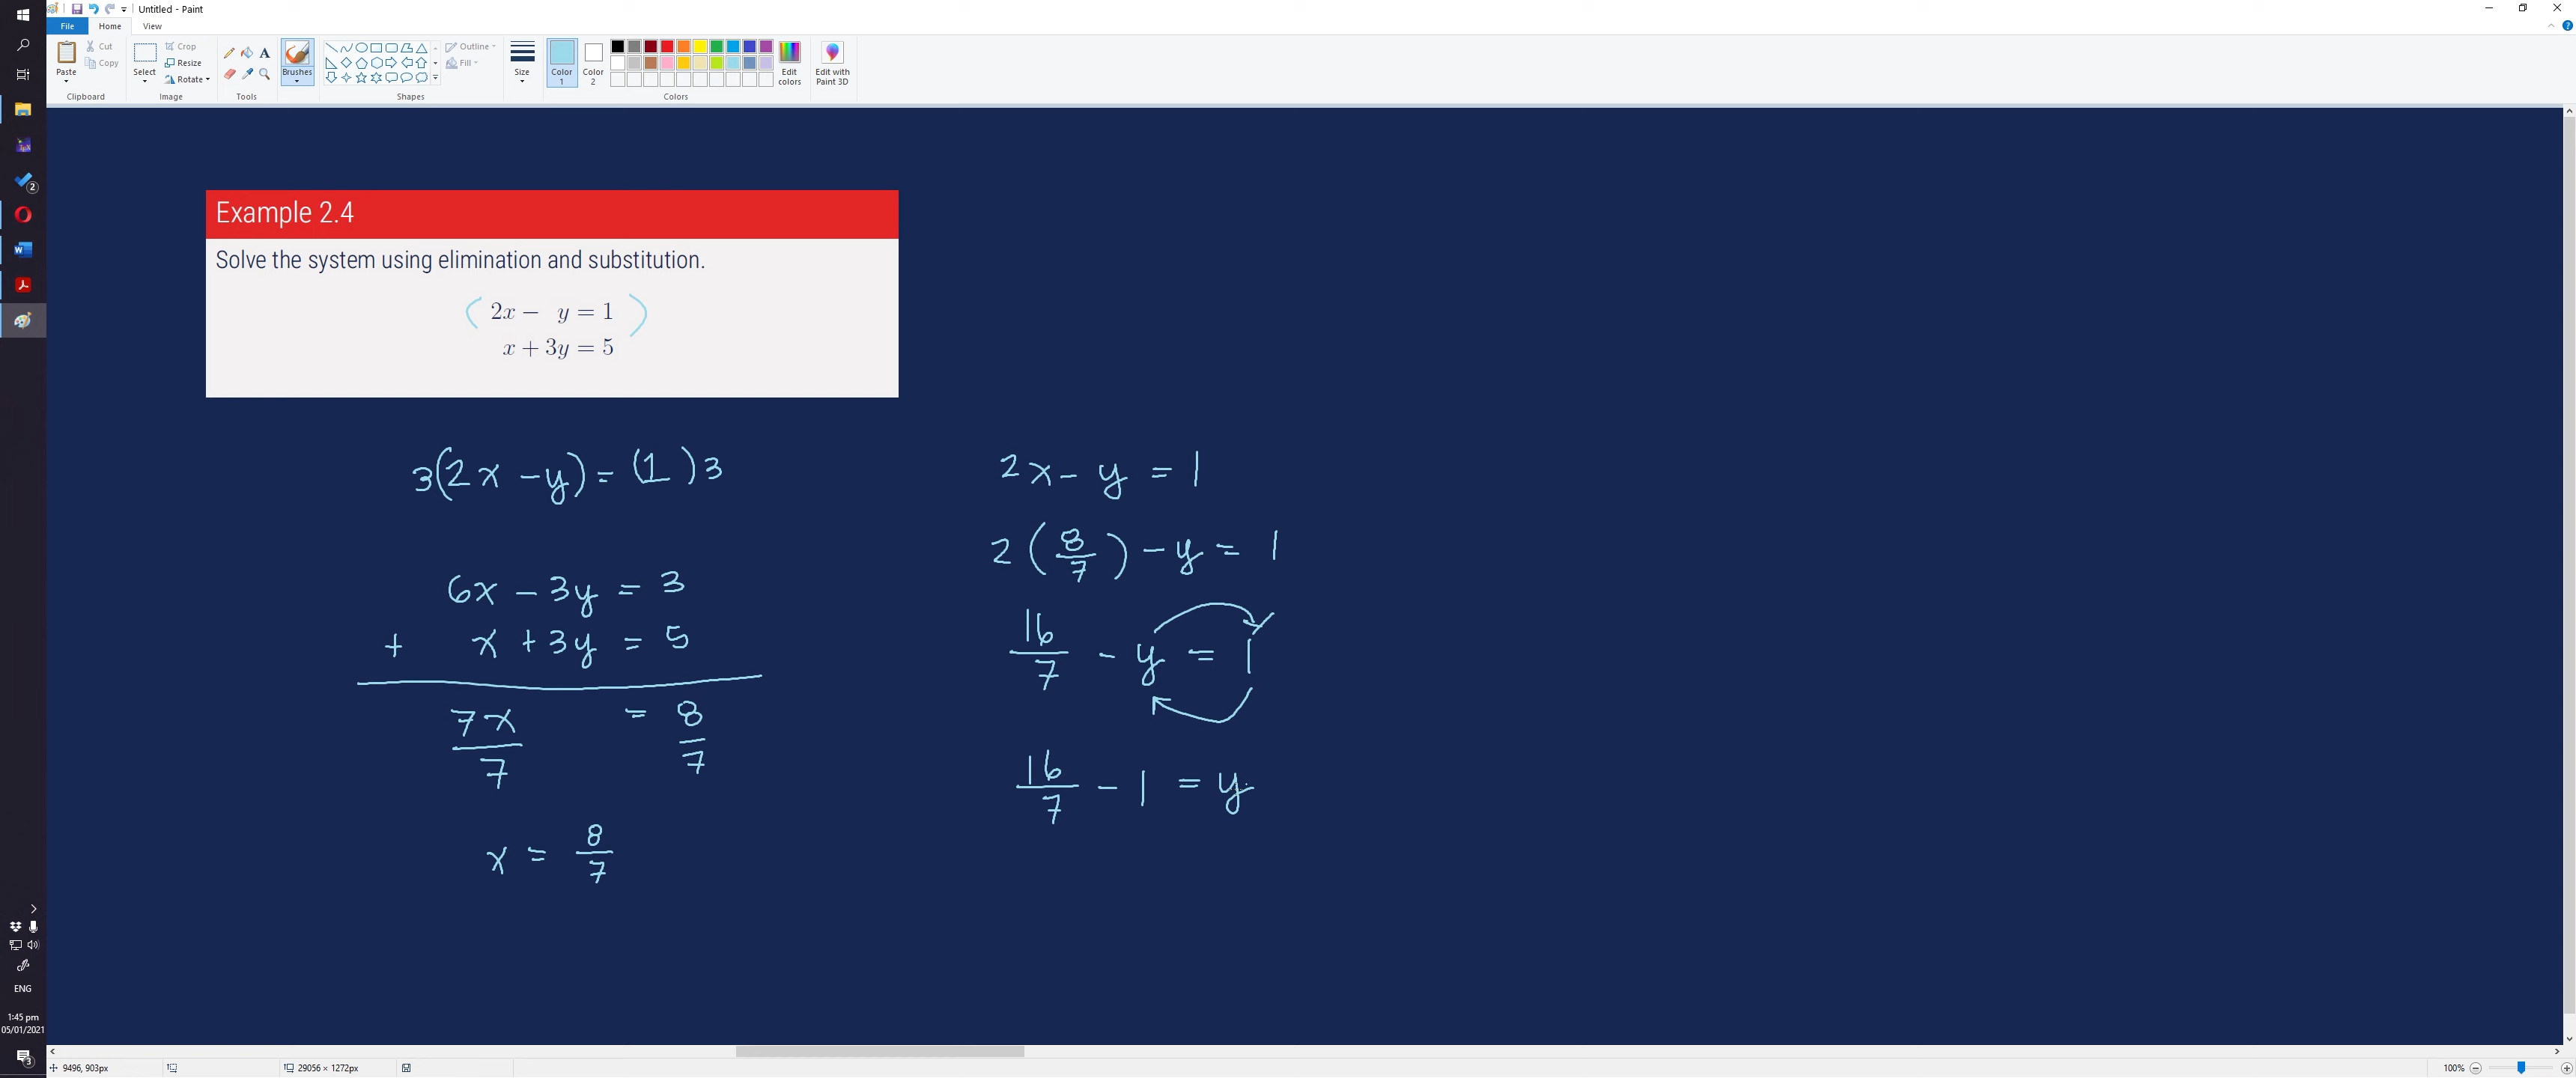 Untitled - Paint
File Home View
Paste
Cut
Copy
Clipboard
Select
Crop
Resize
Rotate
Image
A
Tools
Brushes
Outline
Fill
Shapes
Size
Color 1
Color 2
Edit colors
Colors
Edit with Paint 3D
2
W
Example 2.4
Solve the system using elimination and substitution.
( 2x − y = 1 )
x + 3y = 5
3(2x − y) = (1)3
6x − 3y = 3
+ x + 3y = 5
7x/7 = 8/7
x = 8/7
2x − y = 1
2(8/7) − y = 1
16/7 − y = 1
16/7 − 1 = y
ENG
1:45 pm
05/01/2021
3
9496, 903px
29056 × 1272px
100%